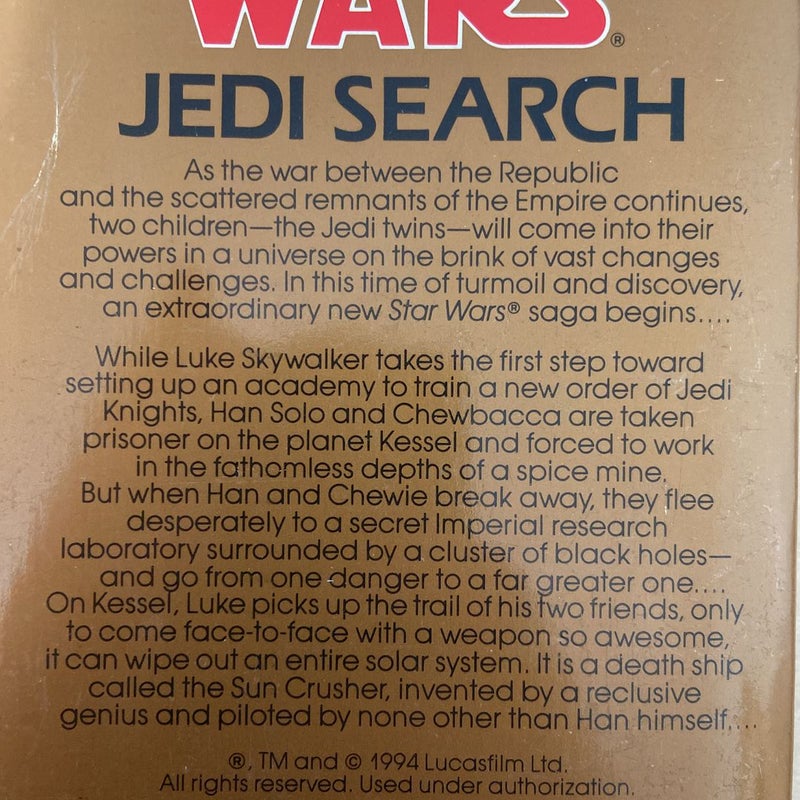 WARS®
JEDI SEARCH
As the war between the Republic
and the scattered remnants of the Empire continues,
two children—the Jedi twins—will come into their
powers in a universe on the brink of vast changes
and challenges. In this time of turmoil and discovery,
an extraordinary new Star Wars® saga begins....
While Luke Skywalker takes the first step toward
setting up an academy to train a new order of Jedi
Knights, Han Solo and Chewbacca are taken
prisoner on the planet Kessel and forced to work
in the fathomless depths of a spice mine.
But when Han and Chewie break away, they flee
desperately to a secret Imperial research
laboratory surrounded by a cluster of black holes—
and go from one danger to a far greater one....
On Kessel, Luke picks up the trail of his two friends, only
to come face-to-face with a weapon so awesome,
it can wipe out an entire solar system. It is a death ship
called the Sun Crusher, invented by a reclusive
genius and piloted by none other than Han himself....
®, TM and © 1994 Lucasfilm Ltd.
All rights reserved. Used under authorization.